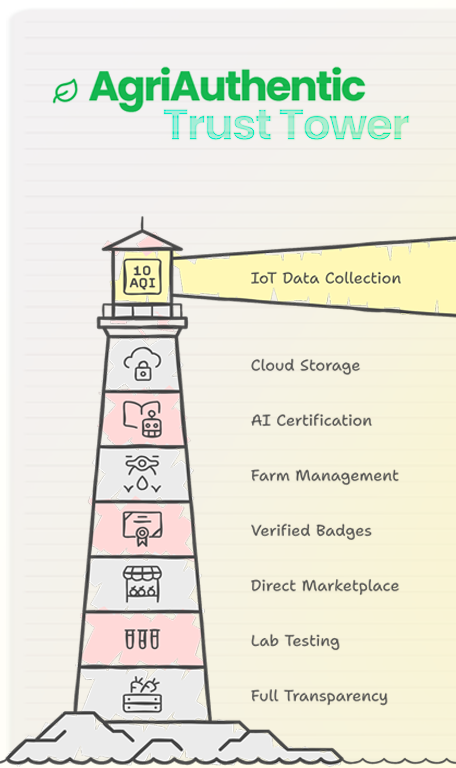 AgriAuthentic
Trust Tower
10
AQI
IoT Data Collection
Cloud Storage
AI Certification
Farm Management
Verified Badges
Direct Marketplace
Lab Testing
Full Transparency